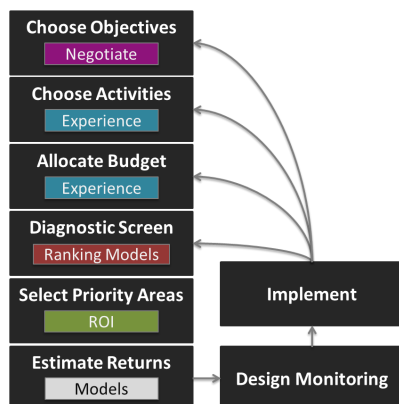 Choose Objectives
Negotiate
Choose Activities
Experience
Allocate Budget
Experience
Diagnostic Screen
Ranking Models
Select Priority Areas
ROI
Estimate Returns
Models
Implement
Design Monitoring